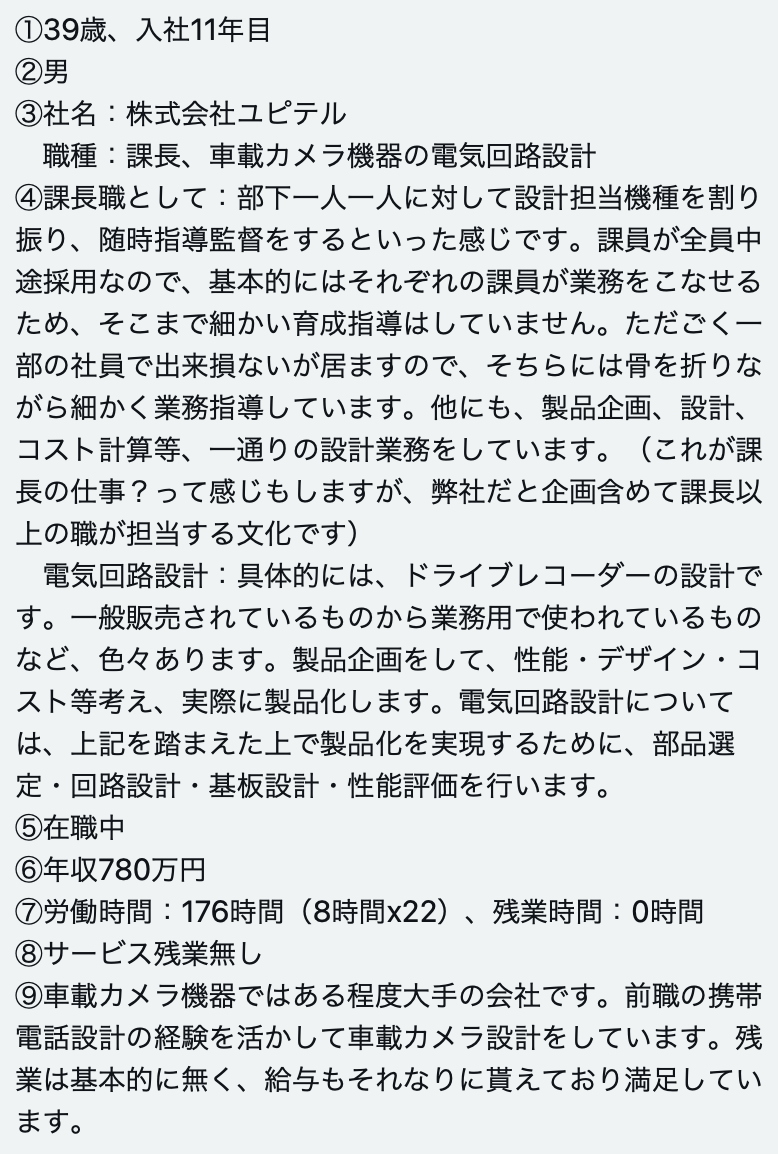 ①39歳、入社11年目
②男
③社名：株式会社ユピテル
　職種：課長、車載カメラ機器の電気回路設計
④課長職として：部下一人一人に対して設計担当機種を割り
振り、随時指導監督をするといった感じです。課員が全員中
途採用なので、基本的にはそれぞれの課員が業務をこなせる
ため、そこまで細かい育成指導はしていません。ただごく一
部の社員で出来損ないが居ますので、そちらには骨を折りな
がら細かく業務指導しています。他にも、製品企画、設計、
コスト計算等、一通りの設計業務をしています。（これが課
長の仕事？って感じもしますが、弊社だと企画含めて課長以
上の職が担当する文化です）
　電気回路設計：具体的には、ドライブレコーダーの設計で
す。一般販売されているものから業務用で使われているもの
など、色々あります。製品企画をして、性能・デザイン・コ
スト等考え、実際に製品化します。電気回路設計について
は、上記を踏まえた上で製品化を実現するために、部品選
定・回路設計・基板設計・性能評価を行います。
⑤在職中
⑥年収780万円
⑦労働時間：176時間（8時間x22）、残業時間：0時間
⑧サービス残業無し
⑨車載カメラ機器ではある程度大手の会社です。前職の携帯
電話設計の経験を活かして車載カメラ設計をしています。残
業は基本的に無く、給与もそれなりに貰えており満足してい
ます。